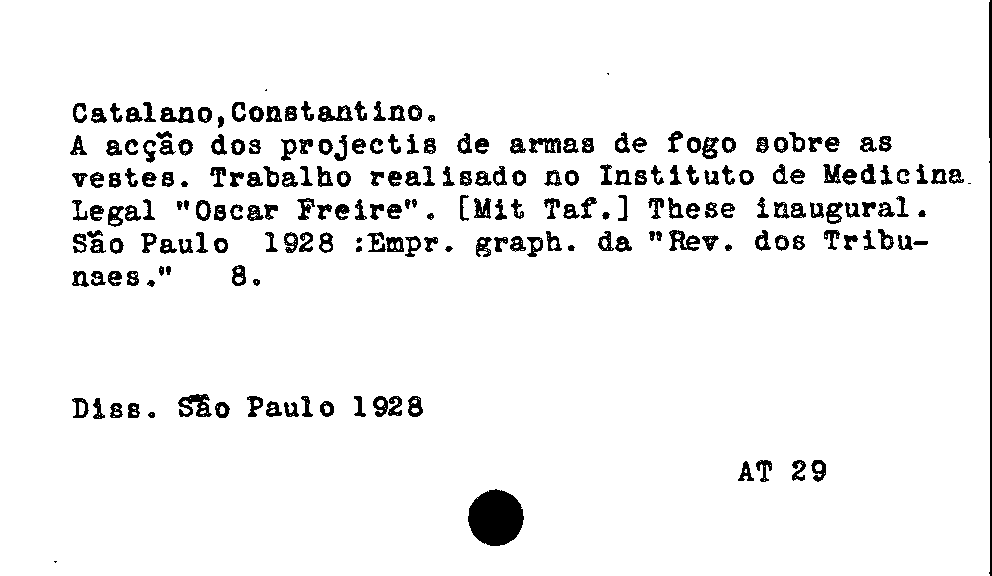 Catalano,Constantino.
A acção dos projectis de armas de fogo sobre as
vestes. Trabalho realisado no Instituto de Medicina
Legal "Oscar Freire". [Mit Taf.] These inaugural.
São Paulo 1928 :Empr. graph. da "Rev. dos Tribu-
naes." 8.
Diss. São Paulo 1928
AT 29